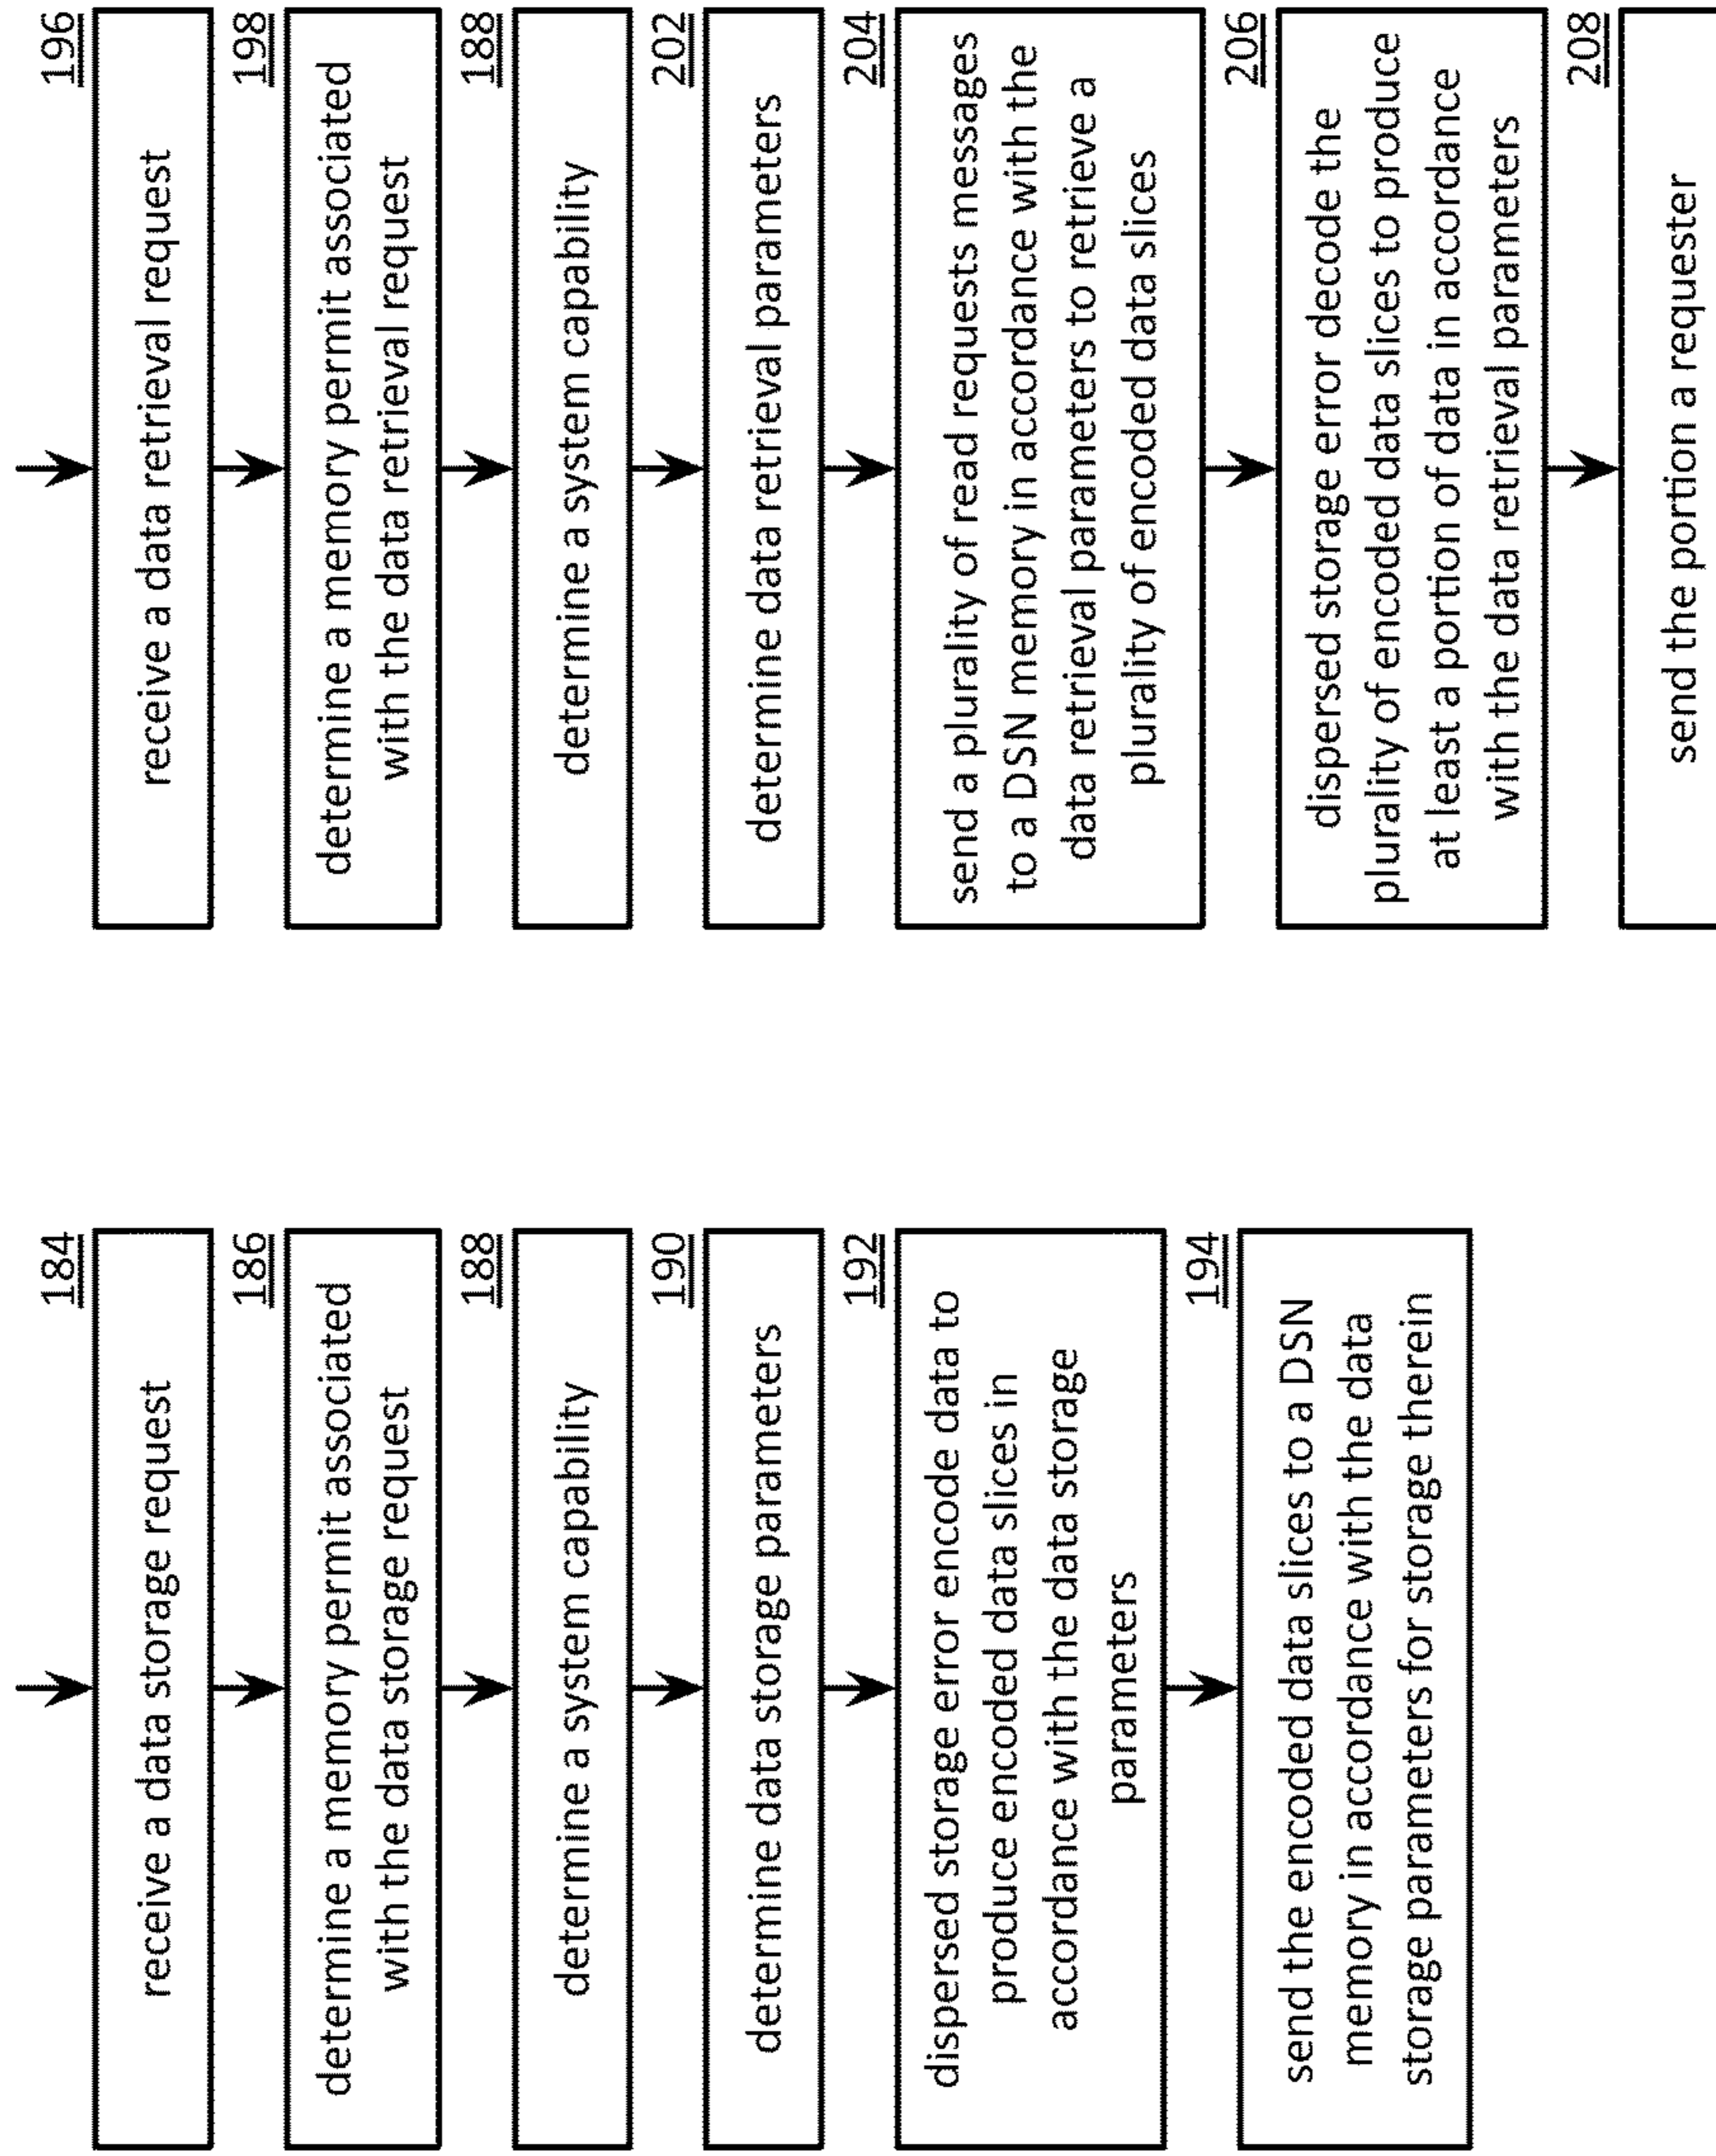 184
receive a data storage request
186
determine a memory permit associated
with the data storage request
188
determine a system capability
190
determine data storage parameters
192
dispersed storage error encode data to
produce encoded data slices in
accordance with the data storage
parameters
194
send the encoded data slices to a DSN
memory in accordance with the data
storage parameters for storage therein
196
receive a data retrieval request
198
determine a memory permit associated
with the data retrieval request
188
determine a system capability
202
determine data retrieval parameters
204
send a plurality of read requests messages
to a DSN memory in accordance with the
data retrieval parameters to retrieve a
plurality of encoded data slices
206
dispersed storage error decode the
plurality of encoded data slices to produce
at least a portion of data in accordance
with the data retrieval parameters
208
send the portion a requester